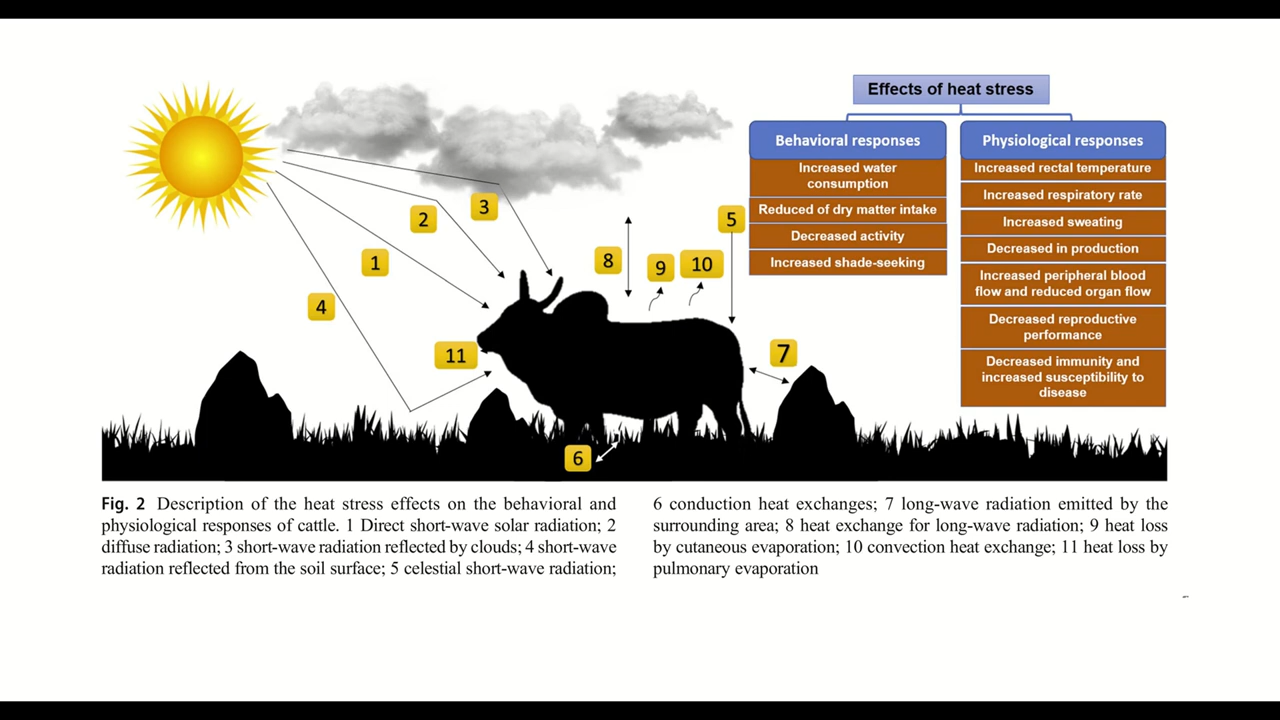 Effects of heat stress
Behavioral responses
Increased water
consumption
Reduced of dry matter intake
Decreased activity
Increased shade-seeking
Physiological responses
Increased rectal temperature
Increased respiratory rate
Increased sweating
Decreased in production
Increased peripheral blood
flow and reduced organ flow
Decreased reproductive
performance
Decreased immunity and
increased susceptibility to
disease
3
2
5
1
8
9
10
4
11
7
6
Fig. 2 Description of the heat stress effects on the behavioral and
physiological responses of cattle. 1 Direct short-wave solar radiation; 2
diffuse radiation; 3 short-wave radiation reflected by clouds; 4 short-wave
radiation reflected from the soil surface; 5 celestial short-wave radiation;
6 conduction heat exchanges; 7 long-wave radiation emitted by the
surrounding area; 8 heat exchange for long-wave radiation; 9 heat loss
by cutaneous evaporation; 10 convection heat exchange; 11 heat loss by
pulmonary evaporation